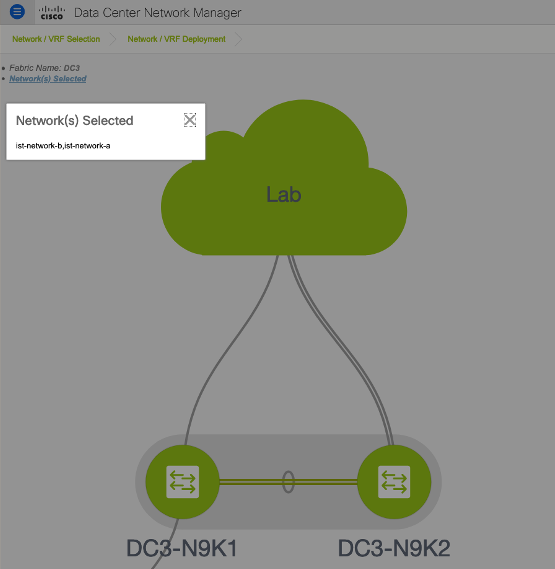 CISCO Data Center Network Manager
Network / VRF Selection Network / VRF Deployment
Fabric Name: DC3
Network(s) Selected
Network(s) Selected
ist-network-b,ist-network-a
Lab
DC3-N9K1 DC3-N9K2